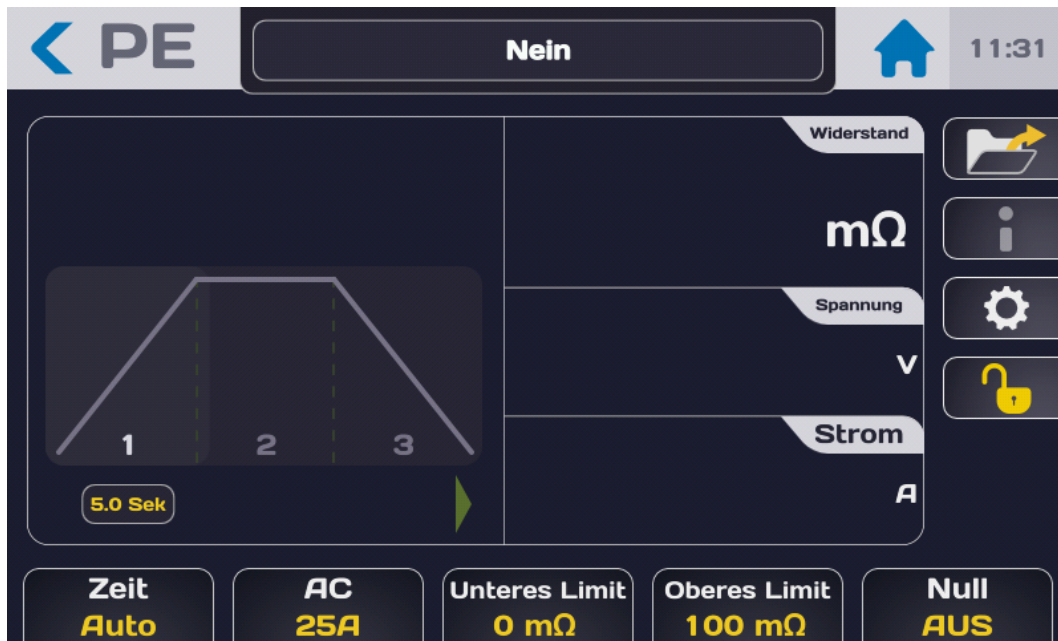 PE
Nein
11:31
Widerstand
mΩ
Spannung
V
Strom
A
1 2 3
5.0 Sek
Zeit
Auto
AC
25A
Unteres Limit
0 mΩ
Oberes Limit
100 mΩ
Null
AUS